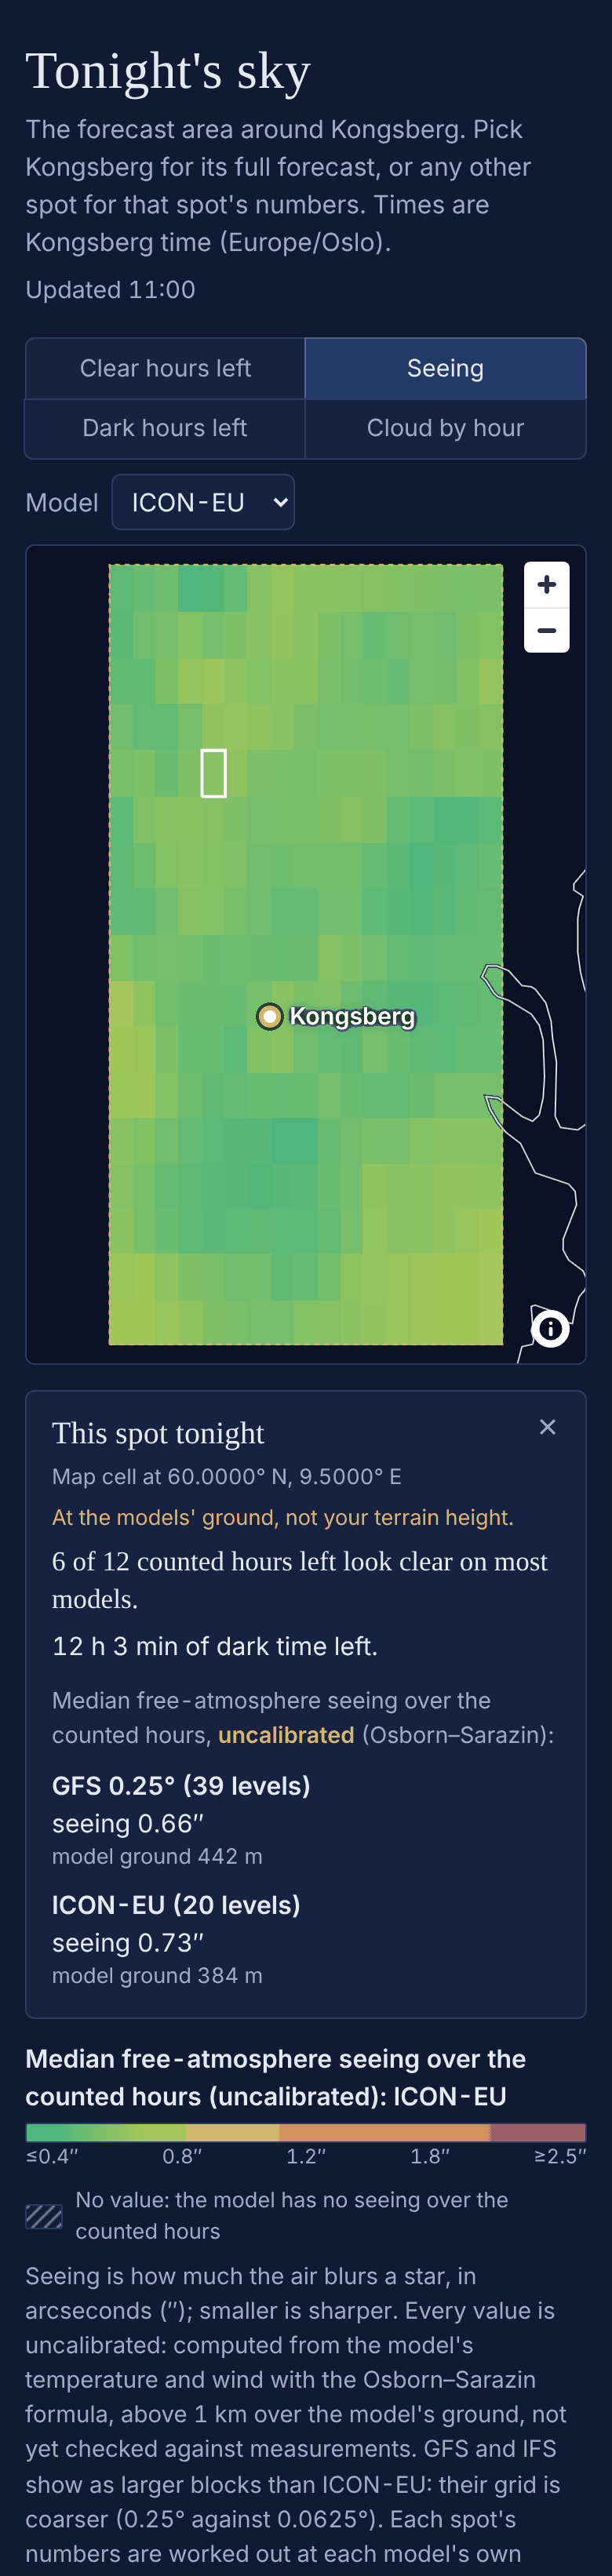 Tonight's sky
The forecast area around Kongsberg. Pick
Kongsberg for its full forecast, or any other
spot for that spot's numbers. Times are
Kongsberg time (Europe/Oslo).
Updated 11:00
Clear hours left
Seeing
Dark hours left
Cloud by hour
Model
ICON-EU
+
−
Kongsberg
i
This spot tonight
×
Map cell at 60.0000° N, 9.5000° E
At the models' ground, not your terrain height.
6 of 12 counted hours left look clear on most
models.
12 h 3 min of dark time left.
Median free-atmosphere seeing over the
counted hours, uncalibrated (Osborn–Sarazin):
GFS 0.25° (39 levels)
seeing 0.66″
model ground 442 m
ICON-EU (20 levels)
seeing 0.73″
model ground 384 m
Median free-atmosphere seeing over the
counted hours (uncalibrated): ICON-EU
≤0.4″ 0.8″ 1.2″ 1.8″ ≥2.5″
No value: the model has no seeing over the
counted hours
Seeing is how much the air blurs a star, in
arcseconds (″); smaller is sharper. Every value is
uncalibrated: computed from the model's
temperature and wind with the Osborn–Sarazin
formula, above 1 km over the model's ground, not
yet checked against measurements. GFS and IFS
show as larger blocks than ICON-EU: their grid is
coarser (0.25° against 0.0625°). Each spot's
numbers are worked out at each model's own